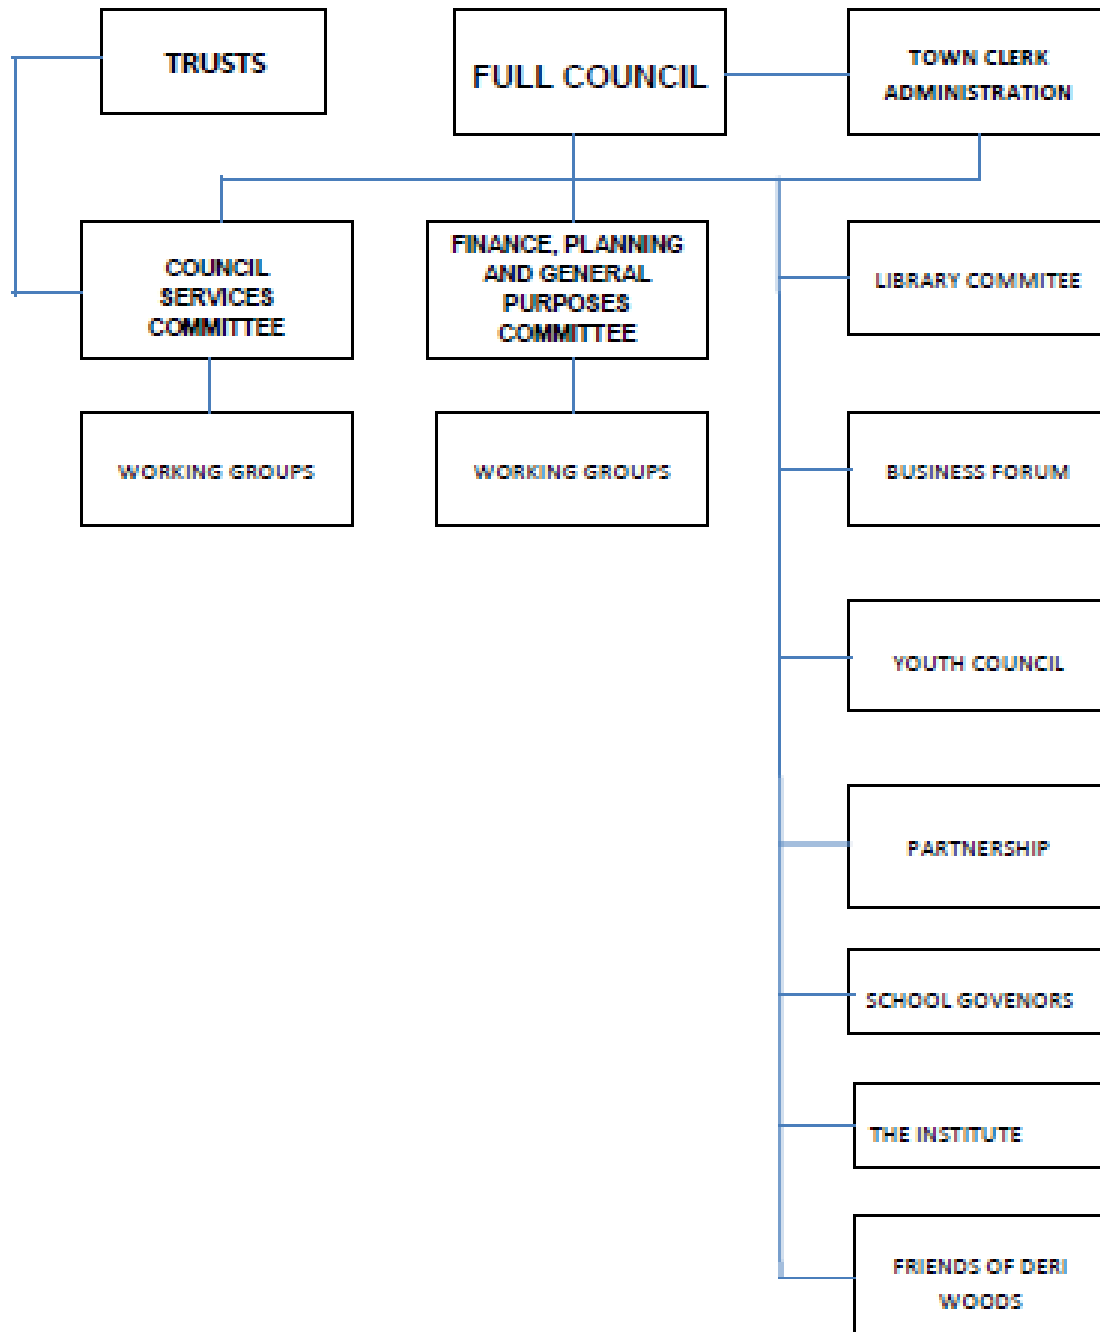 TRUSTS
FULL COUNCIL
TOWN CLERK
ADMINISTRATION
COUNCIL
SERVICES
COMMITTEE
FINANCE, PLANNING
AND GENERAL
PURPOSES
COMMITTEE
LIBRARY COMMITEE
WORKING GROUPS
WORKING GROUPS
BUSINESS FORUM
YOUTH COUNCIL
PARTNERSHIP
SCHOOL GOVENORS
THE INSTITUTE
FRIENDS OF DERI
WOODS